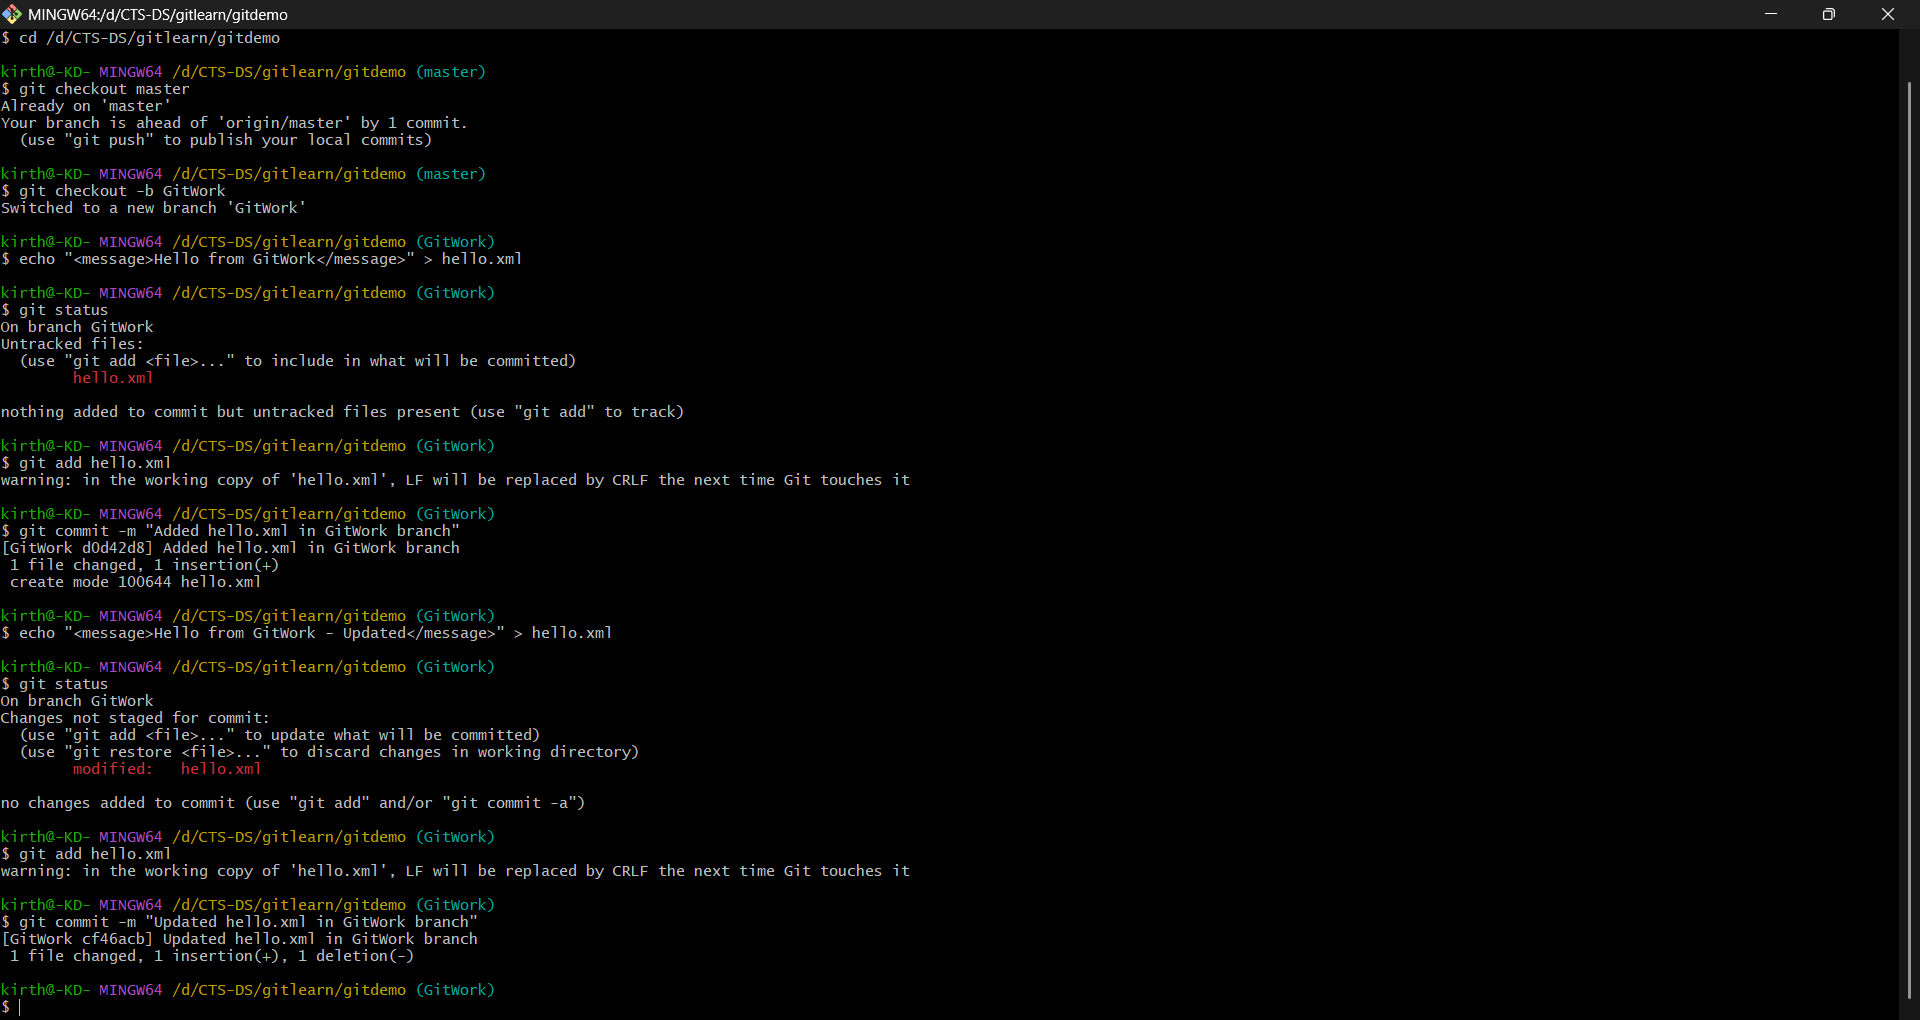 MINGW64:/d/CTS-DS/gitlearn/gitdemo
$ cd /d/CTS-DS/gitlearn/gitdemo
kirth@-KD- MINGW64 /d/CTS-DS/gitlearn/gitdemo (master)
$ git checkout master
Already on 'master'
Your branch is ahead of 'origin/master' by 1 commit.
  (use "git push" to publish your local commits)
kirth@-KD- MINGW64 /d/CTS-DS/gitlearn/gitdemo (master)
$ git checkout -b GitWork
Switched to a new branch 'GitWork'
kirth@-KD- MINGW64 /d/CTS-DS/gitlearn/gitdemo (GitWork)
$ echo "<message>Hello from GitWork</message>" > hello.xml
kirth@-KD- MINGW64 /d/CTS-DS/gitlearn/gitdemo (GitWork)
$ git status
On branch GitWork
Untracked files:
  (use "git add <file>..." to include in what will be committed)
        hello.xml
nothing added to commit but untracked files present (use "git add" to track)
kirth@-KD- MINGW64 /d/CTS-DS/gitlearn/gitdemo (GitWork)
$ git add hello.xml
warning: in the working copy of 'hello.xml', LF will be replaced by CRLF the next time Git touches it
kirth@-KD- MINGW64 /d/CTS-DS/gitlearn/gitdemo (GitWork)
$ git commit -m "Added hello.xml in GitWork branch"
[GitWork d0d42d8] Added hello.xml in GitWork branch
 1 file changed, 1 insertion(+)
 create mode 100644 hello.xml
kirth@-KD- MINGW64 /d/CTS-DS/gitlearn/gitdemo (GitWork)
$ echo "<message>Hello from GitWork - Updated</message>" > hello.xml
kirth@-KD- MINGW64 /d/CTS-DS/gitlearn/gitdemo (GitWork)
$ git status
On branch GitWork
Changes not staged for commit:
  (use "git add <file>..." to update what will be committed)
  (use "git restore <file>..." to discard changes in working directory)
        modified:   hello.xml
no changes added to commit (use "git add" and/or "git commit -a")
kirth@-KD- MINGW64 /d/CTS-DS/gitlearn/gitdemo (GitWork)
$ git add hello.xml
warning: in the working copy of 'hello.xml', LF will be replaced by CRLF the next time Git touches it
kirth@-KD- MINGW64 /d/CTS-DS/gitlearn/gitdemo (GitWork)
$ git commit -m "Updated hello.xml in GitWork branch"
[GitWork cf46acb] Updated hello.xml in GitWork branch
 1 file changed, 1 insertion(+), 1 deletion(-)
kirth@-KD- MINGW64 /d/CTS-DS/gitlearn/gitdemo (GitWork)
$